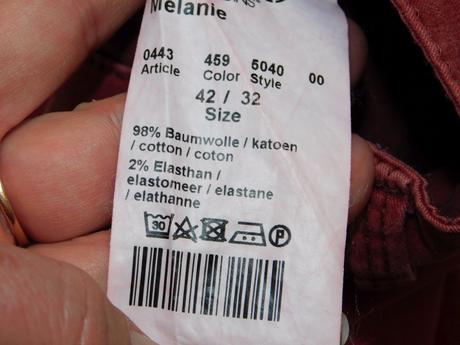 Melanie
0443 459 5040 00
Article Color Style
42 / 32
Size
98% Baumwolle / katoen
/ cotton / coton
2% Elasthan /
elastomeer / elastane
/ elathanne
30 P